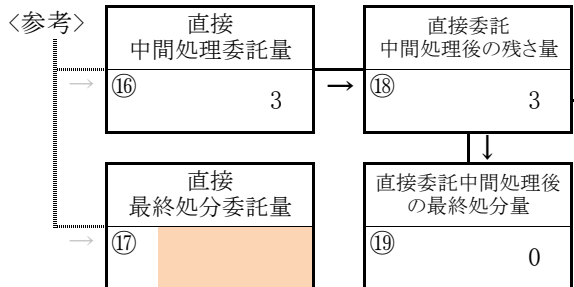 〈参考〉
直接
中間処理委託量
→
⑯
3
→
直接委託
中間処理後の残さ量
⑱
3
↓
直接
最終処分委託量
→
⑰
直接委託中間処理後
の最終処分量
⑲
0